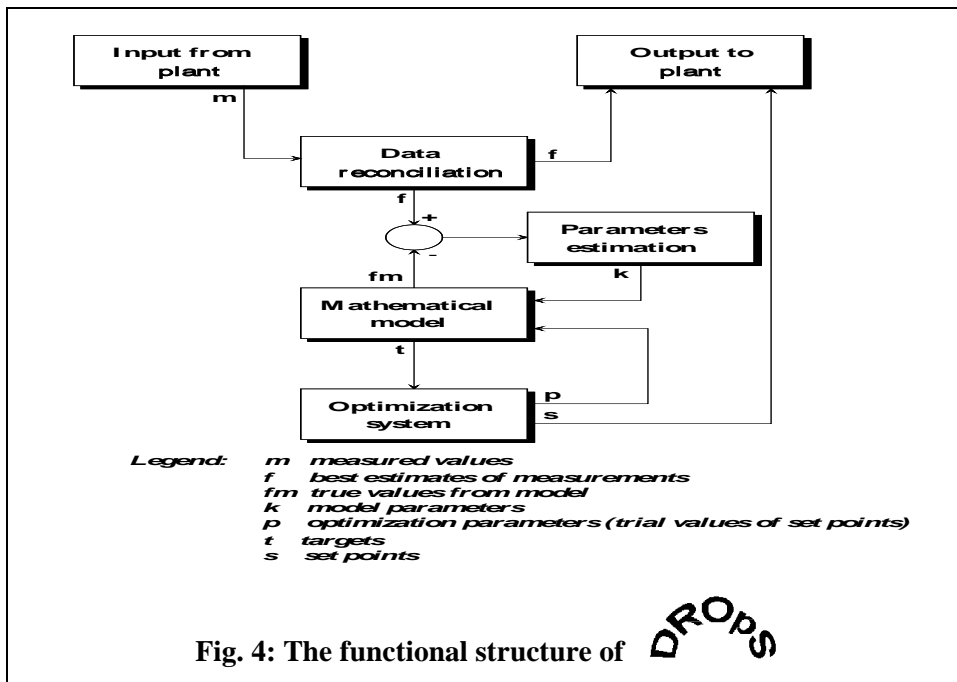 Input from
plant
Output to
plant
m
Data
reconciliation
f
f
+
-
Parameters
estimation
fm
k
Mathematical
model
t
Optimization
system
p
s
Legend: m measured values
f best estimates of measurements
fm true values from model
k model parameters
p optimization parameters (trial values of set points)
t targets
s set points
Fig. 4: The functional structure of DROpS